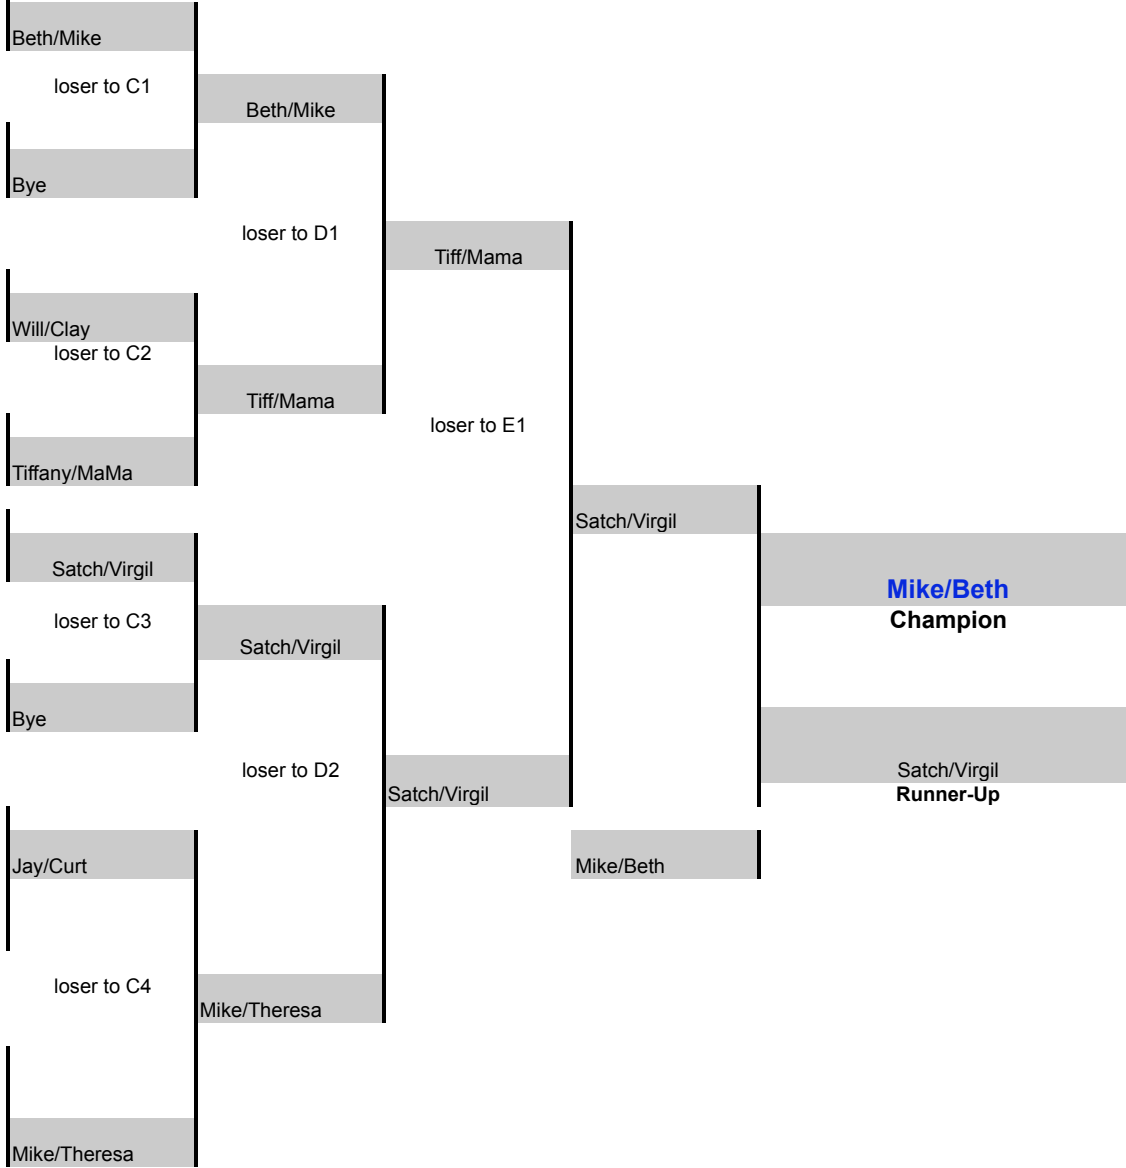 Beth/Mike
loser to C1
Beth/Mike
Bye
loser to D1
Tiff/Mama
Will/Clay
loser to C2
Tiff/Mama
loser to E1
Tiffany/MaMa
Satch/Virgil
Satch/Virgil
Mike/Beth
loser to C3
Champion
Satch/Virgil
Bye
loser to D2
Satch/Virgil
Satch/Virgil
Runner-Up
Jay/Curt
Mike/Beth
loser to C4
Mike/Theresa
Mike/Theresa